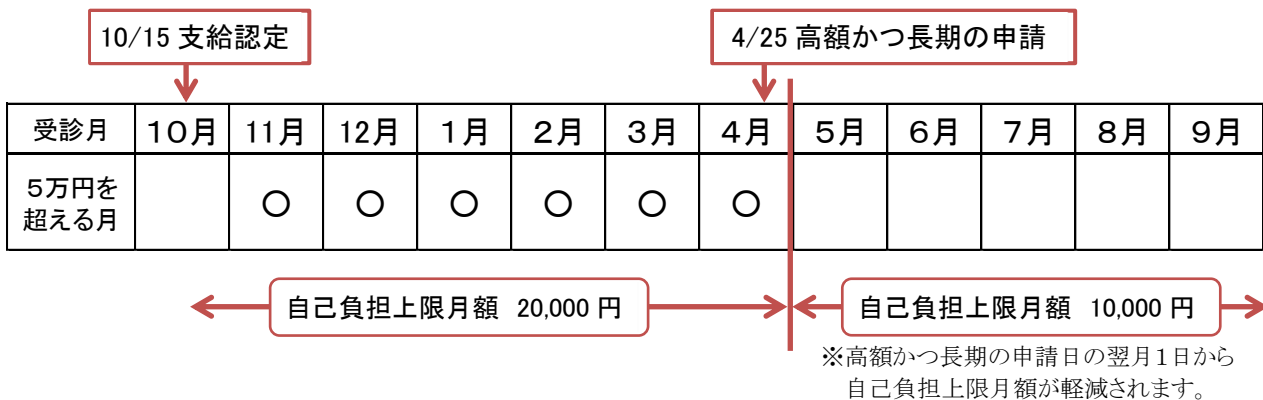 10/15 支給認定
4/25 高額かつ長期の申請
受診月 10月 11月 12月 1月 2月 3月 4月 5月 6月 7月 8月 9月
5万円を
超える月 ○ ○ ○ ○ ○ ○
自己負担上限月額 20,000 円
自己負担上限月額 10,000 円
※高額かつ長期の申請日の翌月1日から
自己負担上限月額が軽減されます。